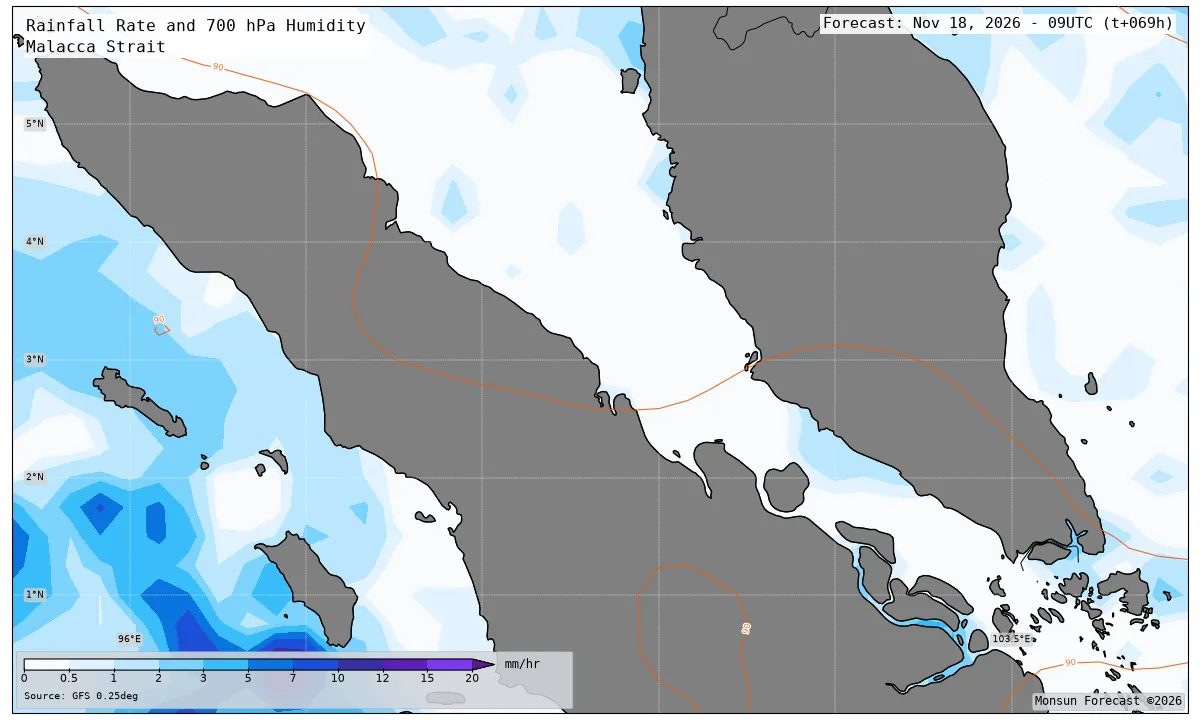 Rainfall Rate and 700 hPa Humidity
Malacca Strait
Forecast: Nov 18, 2026 - 09UTC (t+069h)
90
5°N
4°N
90
3°N
2°N
1°N
96°E
90
103.5°E
90
0 0.5 1 2 3 5 7 10 12 15 20
mm/hr
Source: GFS 0.25deg
Monsun Forecast ©2026